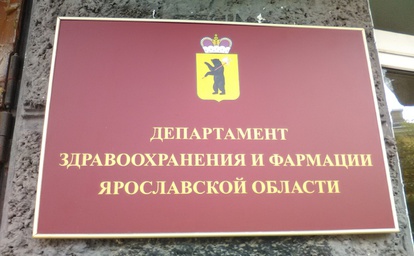 ДЕПАРТАМЕНТ
ЗДРАВООХРАНЕНИЯ И ФАРМАЦИИ
ЯРОСЛАВСКОЙ ОБЛАСТИ